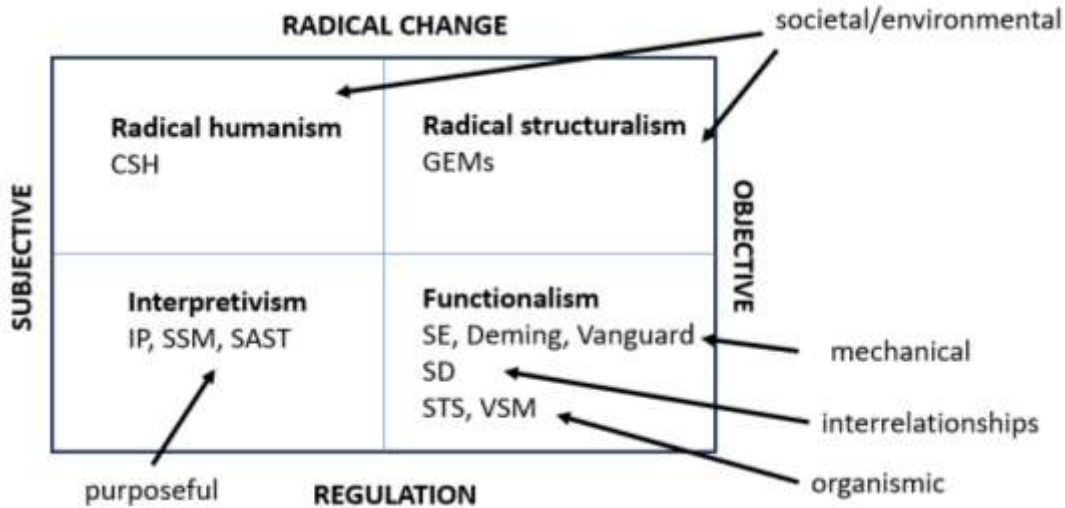 societal/environmental
RADICAL CHANGE
Radical humanism
CSH
Radical structuralism
GEMs
SUBJECTIVE
OBJECTIVE
Interpretivism
IP, SSM, SAST
Functionalism
SE, Deming, Vanguard
SD
STS, VSM
mechanical
interrelationships
organismic
purposeful
REGULATION